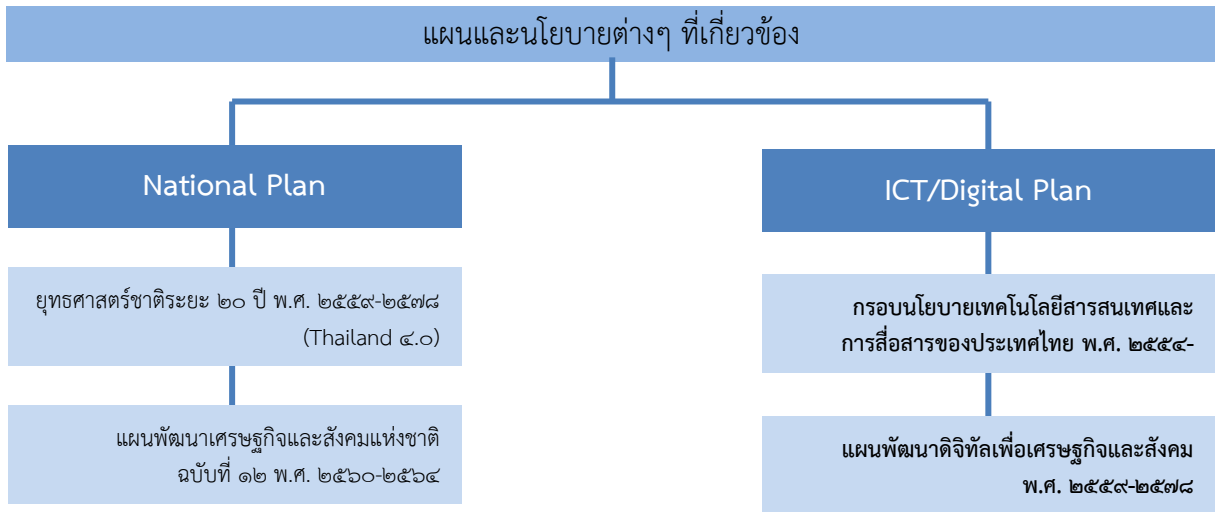 แผนและนโยบายต่างๆ ที่เกี่ยวข้อง
National Plan
ยุทธศาสตร์ชาติระยะ ๒๐ ปี พ.ศ. ๒๕๕๙-๒๕๗๘
(Thailand ๔.๐)
แผนพัฒนาเศรษฐกิจและสังคมแห่งชาติ
ฉบับที่ ๑๒ พ.ศ. ๒๕๖๐-๒๕๖๔
ICT/Digital Plan
กรอบนโยบายเทคโนโลยีสารสนเทศและ
การสื่อสารของประเทศไทย พ.ศ. ๒๕๕๔-
แผนพัฒนาดิจิทัลเพื่อเศรษฐกิจและสังคม
พ.ศ. ๒๕๕๙-๒๕๗๘